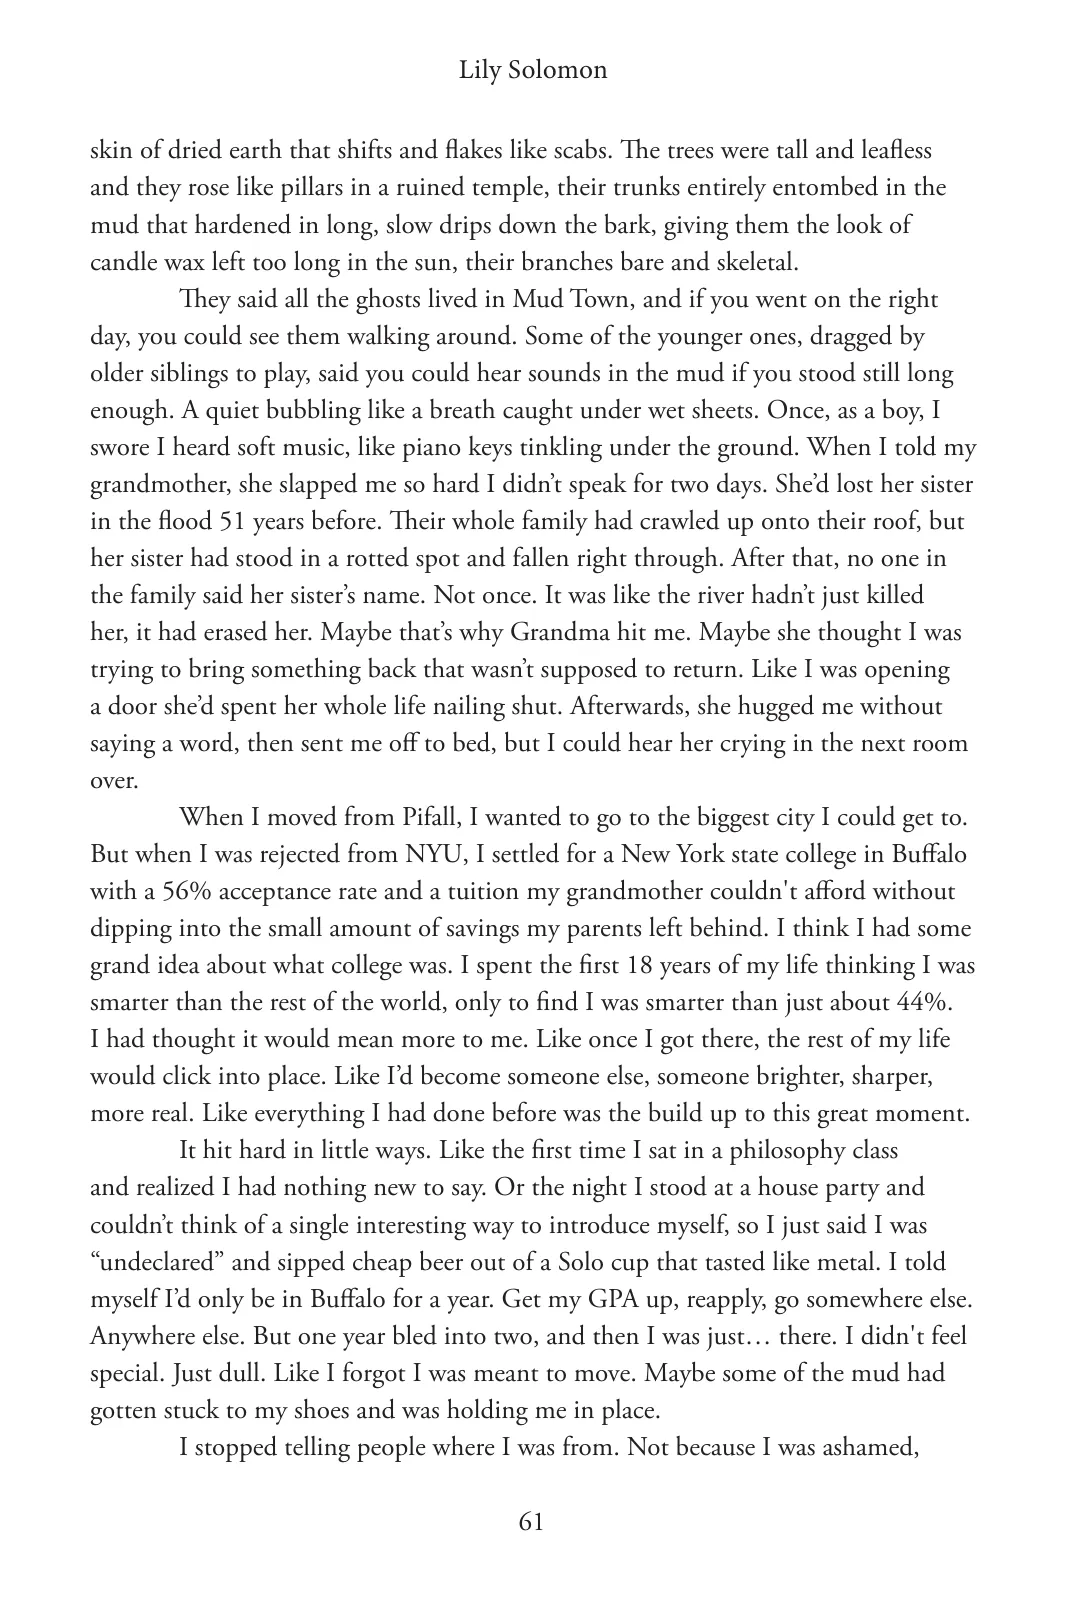 Lily Solomon
skin of dried earth that shifts and flakes like scabs. The trees were tall and leafless
and they rose like pillars in a ruined temple, their trunks entirely entombed in the
mud that hardened in long, slow drips down the bark, giving them the look of
candle wax left too long in the sun, their branches bare and skeletal.
They said all the ghosts lived in Mud Town, and if you went on the right
day, you could see them walking around. Some of the younger ones, dragged by
older siblings to play, said you could hear sounds in the mud if you stood still long
enough. A quiet bubbling like a breath caught under wet sheets. Once, as a boy, I
swore I heard soft music, like piano keys tinkling under the ground. When I told my
grandmother, she slapped me so hard I didn’t speak for two days. She’d lost her sister
in the flood 51 years before. Their whole family had crawled up onto their roof, but
her sister had stood in a rotted spot and fallen right through. After that, no one in
the family said her sister’s name. Not once. It was like the river hadn’t just killed
her, it had erased her. Maybe that’s why Grandma hit me. Maybe she thought I was
trying to bring something back that wasn’t supposed to return. Like I was opening
a door she’d spent her whole life nailing shut. Afterwards, she hugged me without
saying a word, then sent me off to bed, but I could hear her crying in the next room
over.
When I moved from Pifall, I wanted to go to the biggest city I could get to.
But when I was rejected from NYU, I settled for a New York state college in Buffalo
with a 56% acceptance rate and a tuition my grandmother couldn't afford without
dipping into the small amount of savings my parents left behind. I think I had some
grand idea about what college was. I spent the first 18 years of my life thinking I was
smarter than the rest of the world, only to find I was smarter than just about 44%.
I had thought it would mean more to me. Like once I got there, the rest of my life
would click into place. Like I’d become someone else, someone brighter, sharper,
more real. Like everything I had done before was the build up to this great moment.
It hit hard in little ways. Like the first time I sat in a philosophy class
and realized I had nothing new to say. Or the night I stood at a house party and
couldn’t think of a single interesting way to introduce myself, so I just said I was
“undeclared” and sipped cheap beer out of a Solo cup that tasted like metal. I told
myself I’d only be in Buffalo for a year. Get my GPA up, reapply, go somewhere else.
Anywhere else. But one year bled into two, and then I was just… there. I didn't feel
special. Just dull. Like I forgot I was meant to move. Maybe some of the mud had
gotten stuck to my shoes and was holding me in place.
I stopped telling people where I was from. Not because I was ashamed,
61